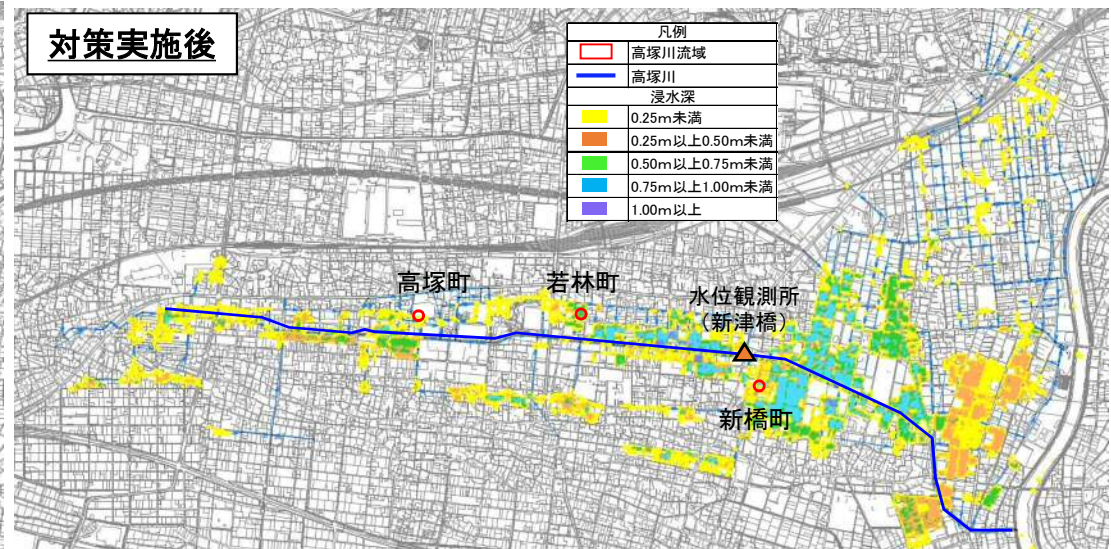 対策実施後
凡例
高塚川流域
高塚川
浸水深
0.25m未満
0.25m以上0.50m未満
0.50m以上0.75m未満
0.75m以上1.00m未満
1.00m以上
高塚町
若林町
水位観測所
（新津橋）
新橋町